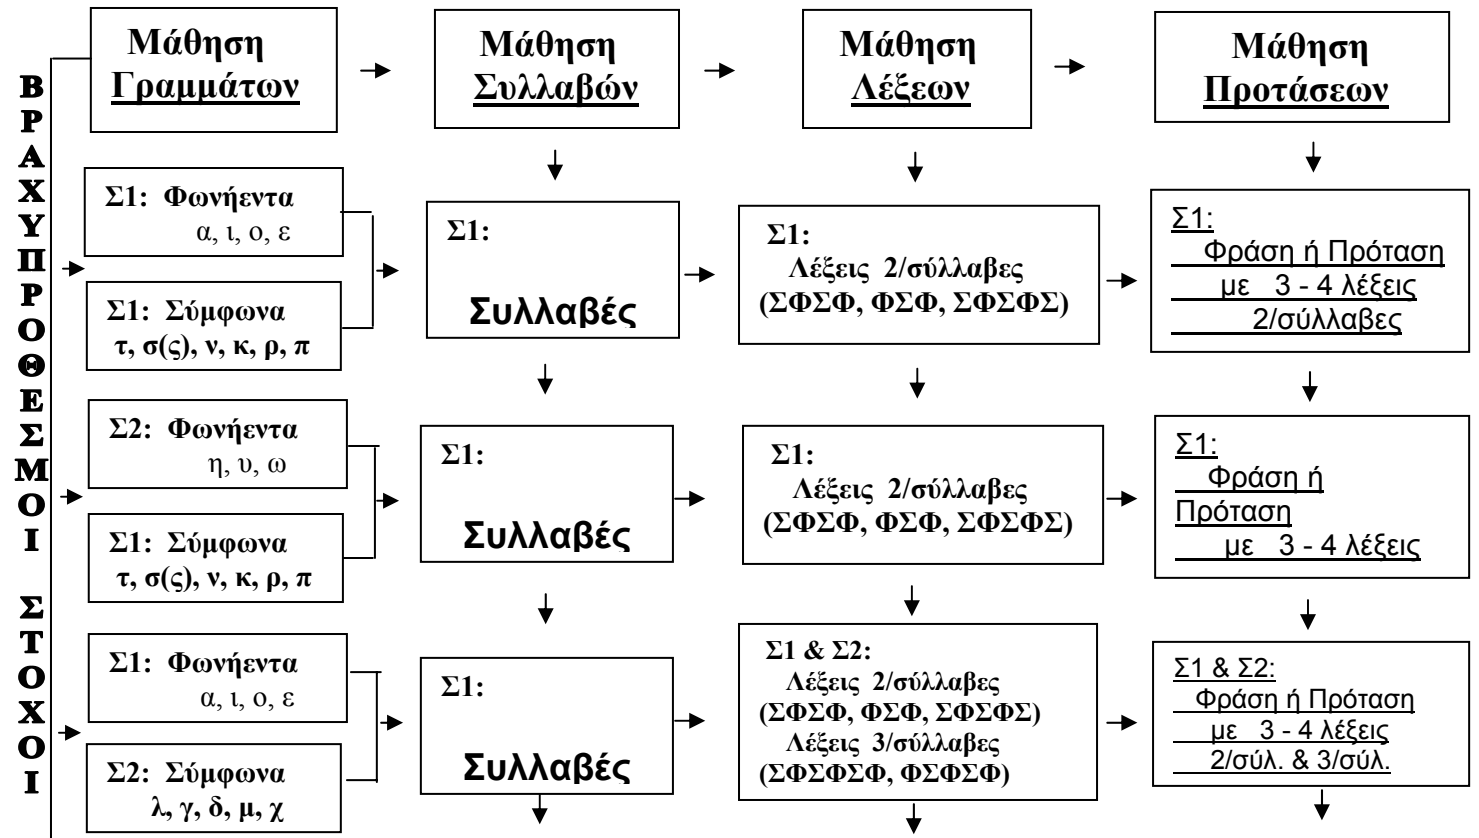 ΒΡΑΧΥΠΡΟΘΕΣΜΟΙ ΣΤΟΧΟΙ
Μάθηση
Γραμμάτων
Μάθηση
Συλλαβών
Μάθηση
Λέξεων
Μάθηση
Προτάσεων
Σ1: Φωνήεντα
α, ι, ο, ε
Σ1: Σύμφωνα
τ, σ(ς), ν, κ, ρ, π
Σ1:
Συλλαβές
Σ1:
Λέξεις 2/σύλλαβες
(ΣΦΣΦ, ΦΣΦ, ΣΦΣΦΣ)
Σ1:
Φράση ή Πρόταση
με 3 - 4 λέξεις
2/σύλλαβες
Σ2: Φωνήεντα
η, υ, ω
Σ1: Σύμφωνα
τ, σ(ς), ν, κ, ρ, π
Σ1:
Συλλαβές
Σ1:
Λέξεις 2/σύλλαβες
(ΣΦΣΦ, ΦΣΦ, ΣΦΣΦΣ)
Σ1:
Φράση ή
Πρόταση
με 3 - 4 λέξεις
Σ1: Φωνήεντα
α, ι, ο, ε
Σ2: Σύμφωνα
λ, γ, δ, μ, χ
Σ1:
Συλλαβές
Σ1 & Σ2:
Λέξεις 2/σύλλαβες
(ΣΦΣΦ, ΦΣΦ, ΣΦΣΦΣ)
Λέξεις 3/σύλλαβες
(ΣΦΣΦΣΦ, ΦΣΦΣΦ)
Σ1 & Σ2:
Φράση ή Πρόταση
με 3 - 4 λέξεις
2/σύλ. & 3/σύλ.